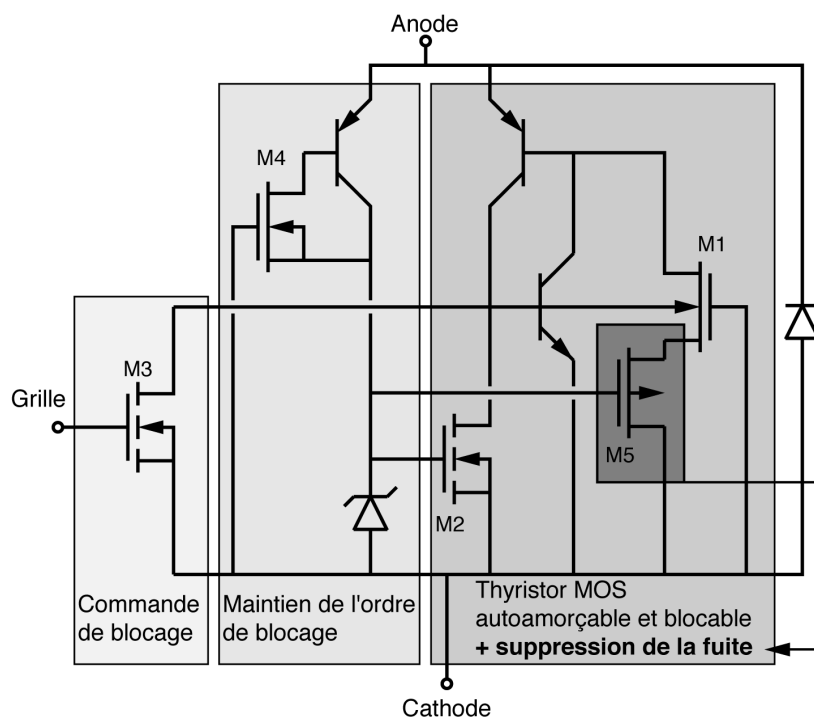 Anode
M4
M1
M3
Grille
M5
M2
Commande
de blocage
Maintien de l'ordre
de blocage
Thyristor MOS
autoamorçable et blocable
+ suppression de la fuite
Cathode